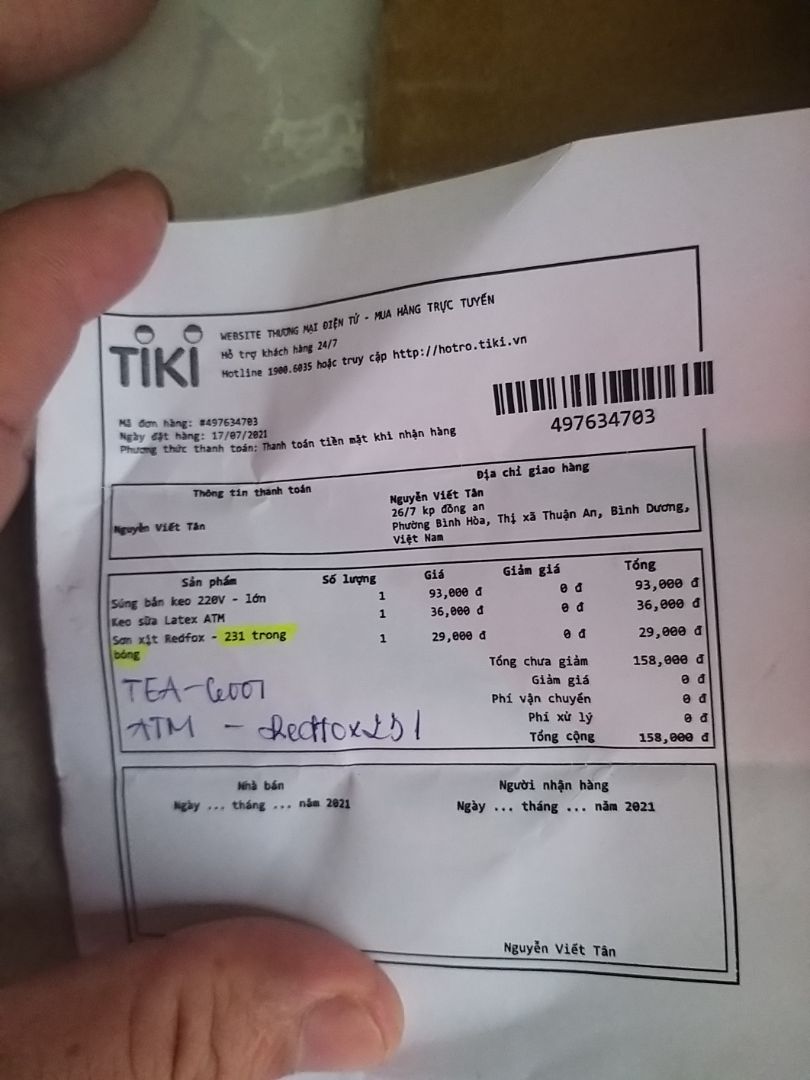 TIKI
WEBSITE THƯƠNG MẠI ĐIỆN TỬ - MUA HÀNG TRỰC TUYẾN
Hỗ trợ khách hàng 24/7
Hotline 1900.6035 hoặc truy cập http://hotro.tiki.vn
497634703
Mã đơn hàng: #497634703
Ngày đặt hàng: 17/07/2021
Phương thức thanh toán: Thanh toán tiền mặt khi nhận hàng
Thông tin thanh toán Địa chỉ giao hàng
Nguyễn Viết Tân
Nguyễn Viết Tân
26/7 kp đồng an
Phường Bình Hòa, Thị xã Thuận An, Bình Dương,
Việt Nam
Sản phẩm Số lượng Giá Giảm giá Tổng
Súng bắn keo 220V - lớn 1 93,000 đ 0 đ 93,000 đ
Keo sữa Latex ATM 1 36,000 đ 0 đ 36,000 đ
Sơn xịt Redfox - 231 trong 1 29,000 đ 0 đ 29,000 đ
bóng
Tổng chưa giảm 158,000 đ
Giảm giá 0 đ
Phí vận chuyển 0 đ
Phí xử lý 0 đ
Tổng cộng 158,000 đ
TEA-G001
ATM - Redfox231
Nhà bán Người nhận hàng
Ngày ... tháng ... năm 2021 Ngày ... tháng ... năm 2021
Nguyễn Viết Tân